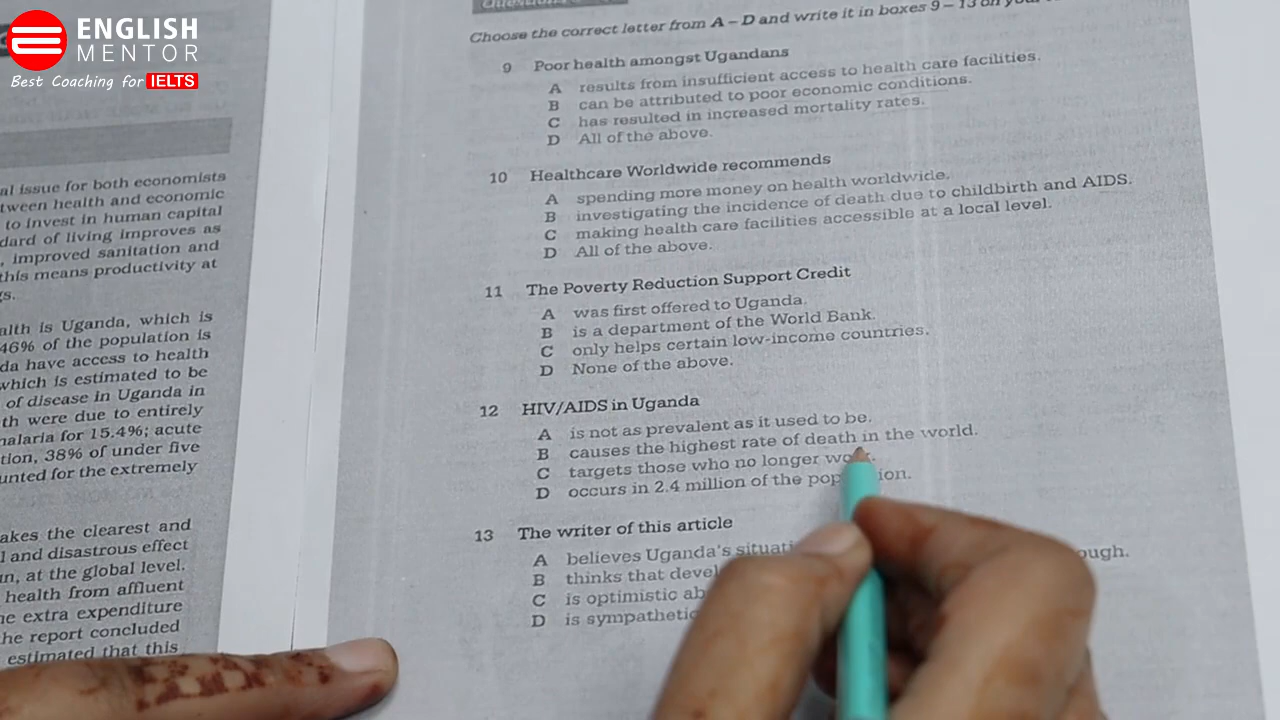 ENGLISH
MENTOR
Best Coaching for IELTS
al issue for both economists
tween health and economic
to invest in human capital
dard of living improves as
, improved sanitation and
this means productivity at
gs.
alth is Uganda, which is
46% of the population is
da have access to health
which is estimated to be
of disease in Uganda in
th were due to entirely
nalaria for 15.4%; acute
tion, 38% of under five
unted for the extremely
akes the clearest and
l and disastrous effect
un, at the global level.
health from affluent
he extra expenditure
he report concluded
estimated that this
Choose the correct letter from A – D and write it in boxes 9 – 13 on your
9 Poor health amongst Ugandans
A results from insufficient access to health care facilities.
B can be attributed to poor economic conditions.
C has resulted in increased mortality rates.
D All of the above.
10 Healthcare Worldwide recommends
A spending more money on health worldwide.
B investigating the incidence of death due to childbirth and AIDS.
C making health care facilities accessible at a local level.
D All of the above.
11 The Poverty Reduction Support Credit
A was first offered to Uganda.
B is a department of the World Bank.
C only helps certain low-income countries.
D None of the above.
12 HIV/AIDS in Uganda
A is not as prevalent as it used to be.
B causes the highest rate of death in the world.
C targets those who no longer work.
D occurs in 2.4 million of the population.
13 The writer of this article
A believes Uganda's situati ough.
B thinks that devel
C is optimistic ab
D is sympathetic